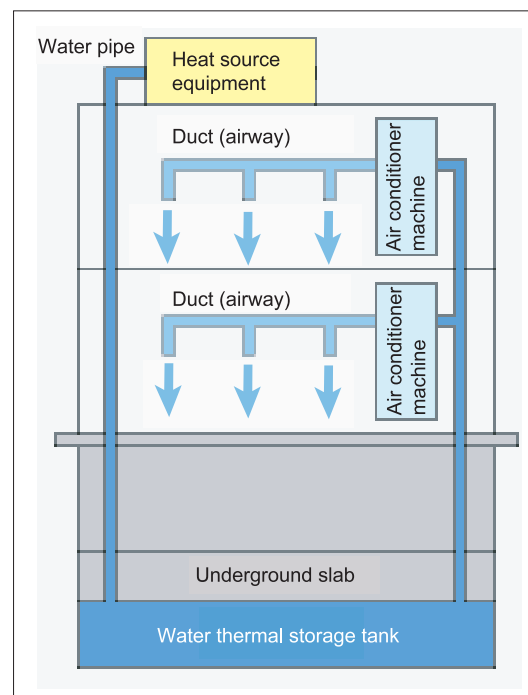 Water pipe
Heat source
equipment
Duct (airway)
Air conditioner
machine
Duct (airway)
Air conditioner
machine
Underground slab
Water thermal storage tank